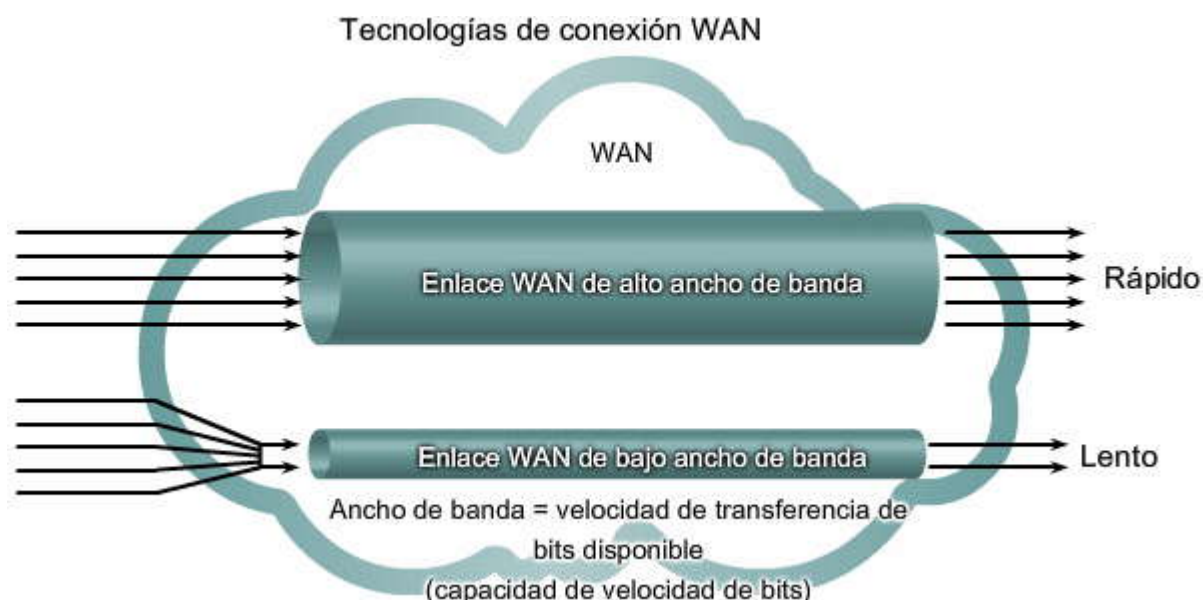 Tecnologías de conexión WAN
WAN
Enlace WAN de alto ancho de banda
Rápido
Enlace WAN de bajo ancho de banda
Lento
Ancho de banda = velocidad de transferencia de
bits disponible
(capacidad de velocidad de bits)